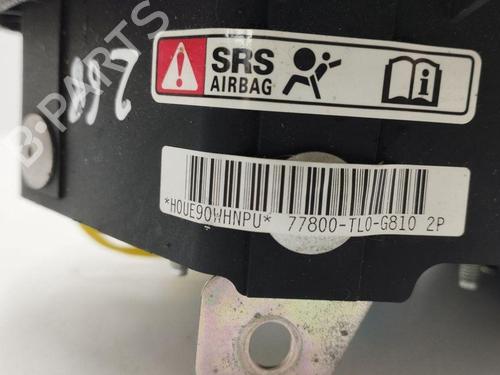 SRS
AIRBAG
i
*H0UE90WHNPU* 77800-TL0-G810 2P
B-PARTS